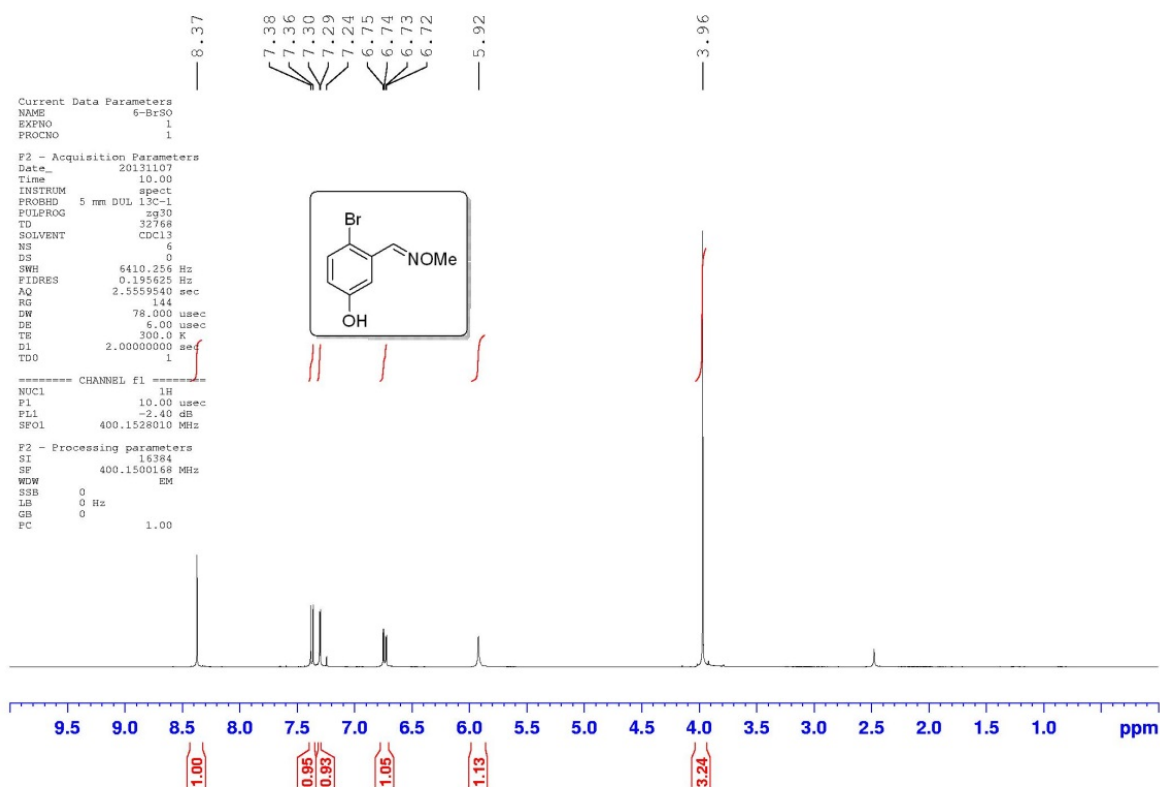 8.37
7.38
7.36
7.30
7.29
7.24
6.75
6.74
6.73
6.72
5.92
3.96
Current Data Parameters
NAME 6-BrSO
EXPNO 1
PROCNO 1
F2 - Acquisition Parameters
Date_ 20131107
Time 10.00
INSTRUM spect
PROBHD 5 mm DUL 13C-1
PULPROG zg30
TD 32768
SOLVENT CDCl3
NS 6
DS 0
SWH 6410.256 Hz
FIDRES 0.195625 Hz
AQ 2.5559540 sec
RG 144
DW 78.000 usec
DE 6.00 usec
TE 300.0 K
D1 2.00000000 sec
TD0 1
======== CHANNEL f1 ========
NUC1 1H
P1 10.00 usec
PL1 -2.40 dB
SFO1 400.1528010 MHz
F2 - Processing parameters
SI 16384
SF 400.1500168 MHz
WDW EM
SSB 0
LB 0 Hz
GB 0
PC 1.00
Br
NOMe
OH
9.5 9.0 8.5 8.0 7.5 7.0 6.5 6.0 5.5 5.0 4.5 4.0 3.5 3.0 2.5 2.0 1.5 1.0 ppm
1.00
0.95
0.93
1.05
1.13
3.24